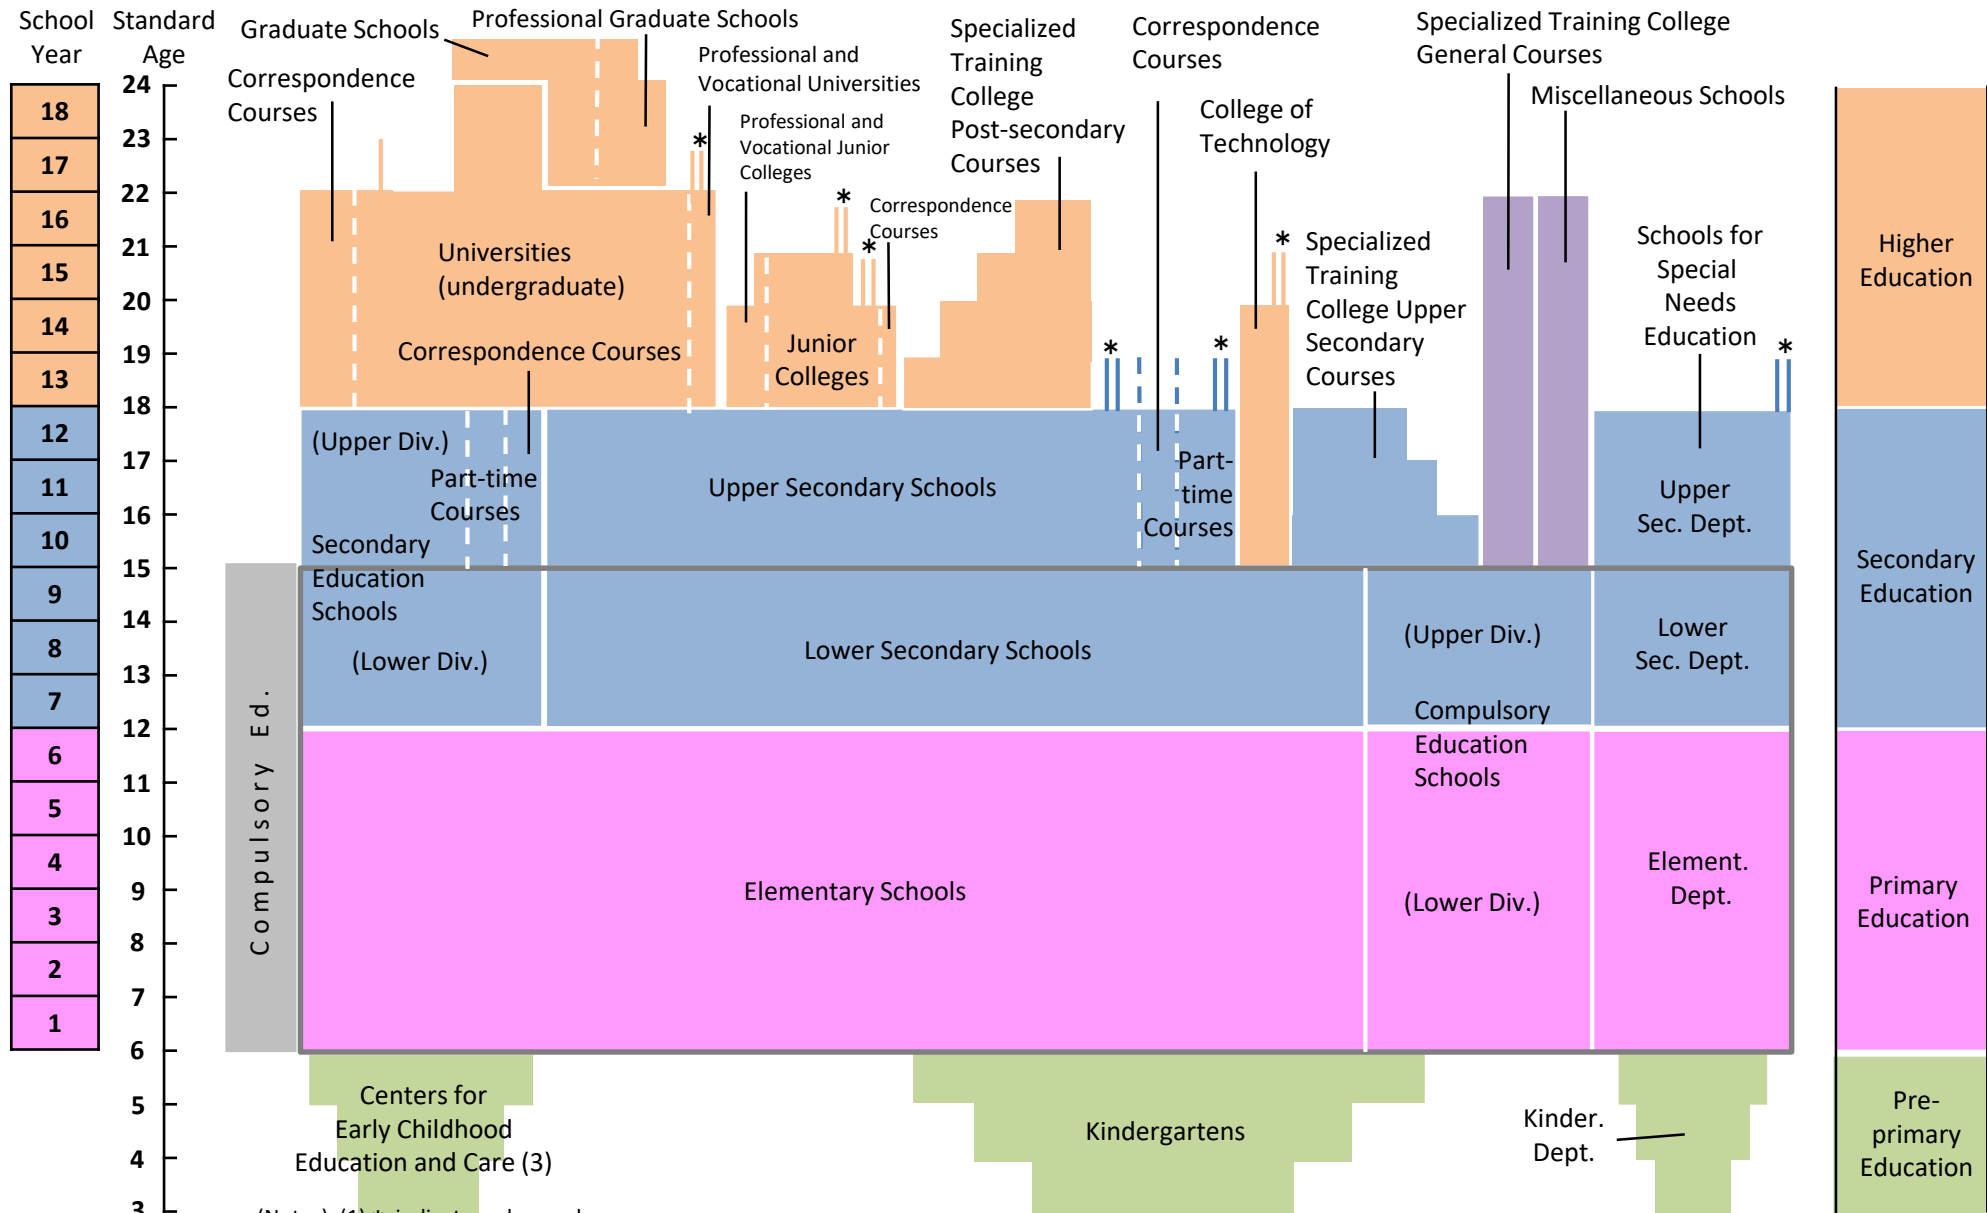 School
Year
Standard
Age
Graduate Schools
Professional Graduate Schools
Correspondence
Courses
Professional and
Vocational Universities
*
Professional and
Vocational Junior
Colleges
*
*
Correspondence
Courses
Specialized
Training
College
Post-secondary
Courses
Correspondence
Courses
College of
Technology
*
Specialized
Training
College Upper
Secondary
Courses
Specialized Training College
General Courses
Miscellaneous Schools
Schools for
Special
Needs
Education
*
*
*
18
17
16
15
14
13
12
11
10
9
8
7
6
5
4
3
2
1
24
23
22
21
20
19
18
17
16
15
14
13
12
11
10
9
8
7
6
5
4
3
Universities
(undergraduate)
Correspondence Courses
Junior
Colleges
(Upper Div.)
Part-time
Courses
Secondary
Education
Schools
(Lower Div.)
Upper Secondary Schools
Part-
time
Courses
Upper
Sec. Dept.
Lower Secondary Schools
(Upper Div.)
Compulsory
Education
Schools
(Lower Div.)
Lower
Sec. Dept.
Compulsory Ed.
Elementary Schools
Element.
Dept.
Centers for
Early Childhood
Education and Care (3)
Kindergartens
Kinder.
Dept.
Higher
Education
Secondary
Education
Primary
Education
Pre-
primary
Education